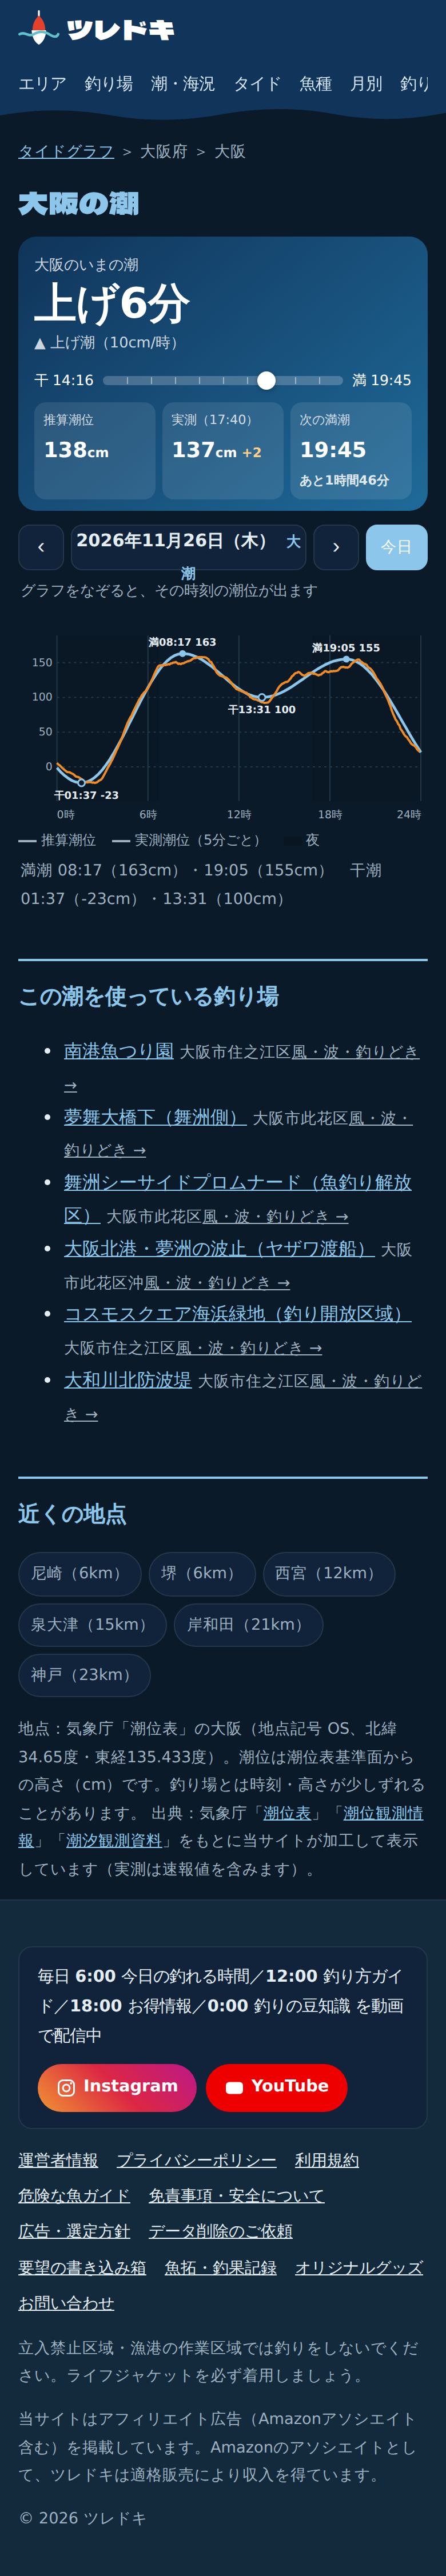 ツレドキ
エリア 釣り場 潮・海況 タイド 魚種 月別 釣り
タイドグラフ > 大阪府 > 大阪
大阪の潮
大阪のいまの潮
上げ6分
▲ 上げ潮（10cm/時）
干 14:16 満 19:45
推算潮位 実測（17:40） 次の満潮
138cm 137cm +2 19:45
あと1時間46分
‹ 2026年11月26日（木） 大潮 › 今日
グラフをなぞると、その時刻の潮位が出ます
満08:17 163
満19:05 155
150
100
干13:31 100
50
0
干01:37 -23
0時 6時 12時 18時 24時
推算潮位 実測潮位（5分ごと） 夜
満潮 08:17（163cm）・19:05（155cm） 干潮
01:37（-23cm）・13:31（100cm）
この潮を使っている釣り場
南港魚つり園 大阪市住之江区風・波・釣りどき
→
夢舞大橋下（舞洲側） 大阪市此花区風・波・
釣りどき →
舞洲シーサイドプロムナード（魚釣り解放
区） 大阪市此花区風・波・釣りどき →
大阪北港・夢洲の波止（ヤザワ渡船） 大阪
市此花区沖風・波・釣りどき →
コスモスクエア海浜緑地（釣り開放区域）
大阪市住之江区風・波・釣りどき →
大和川北防波堤 大阪市住之江区風・波・釣りど
き →
近くの地点
尼崎（6km） 堺（6km） 西宮（12km）
泉大津（15km） 岸和田（21km）
神戸（23km）
地点：気象庁「潮位表」の大阪（地点記号 OS、北緯
34.65度・東経135.433度）。潮位は潮位表基準面から
の高さ（cm）です。釣り場とは時刻・高さが少しずれる
ことがあります。 出典：気象庁「潮位表」「潮位観測情
報」「潮汐観測資料」をもとに当サイトが加工して表示
しています（実測は速報値を含みます）。
毎日 6:00 今日の釣れる時間／12:00 釣り方ガイ
ド／18:00 お得情報／0:00 釣りの豆知識 を動画
で配信中
Instagram YouTube
運営者情報 プライバシーポリシー 利用規約
危険な魚ガイド 免責事項・安全について
広告・選定方針 データ削除のご依頼
要望の書き込み箱 魚拓・釣果記録 オリジナルグッズ
お問い合わせ
立入禁止区域・漁港の作業区域では釣りをしないでくだ
さい。ライフジャケットを必ず着用しましょう。
当サイトはアフィリエイト広告（Amazonアソシエイト
含む）を掲載しています。Amazonのアソシエイトとし
て、ツレドキは適格販売により収入を得ています。
© 2026 ツレドキ